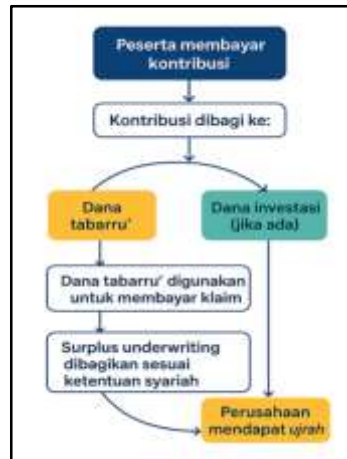 Peserta membayar
kontribusi
Kontribusi dibagi ke:
Dana
tabarru'
Dana investasi
(jika ada)
Dana tabarru' digunakan
untuk membayar klaim
Surplus underwriting
dibagikan sesuai
ketentuan syariah
Perusahaan
mendapat ujrah